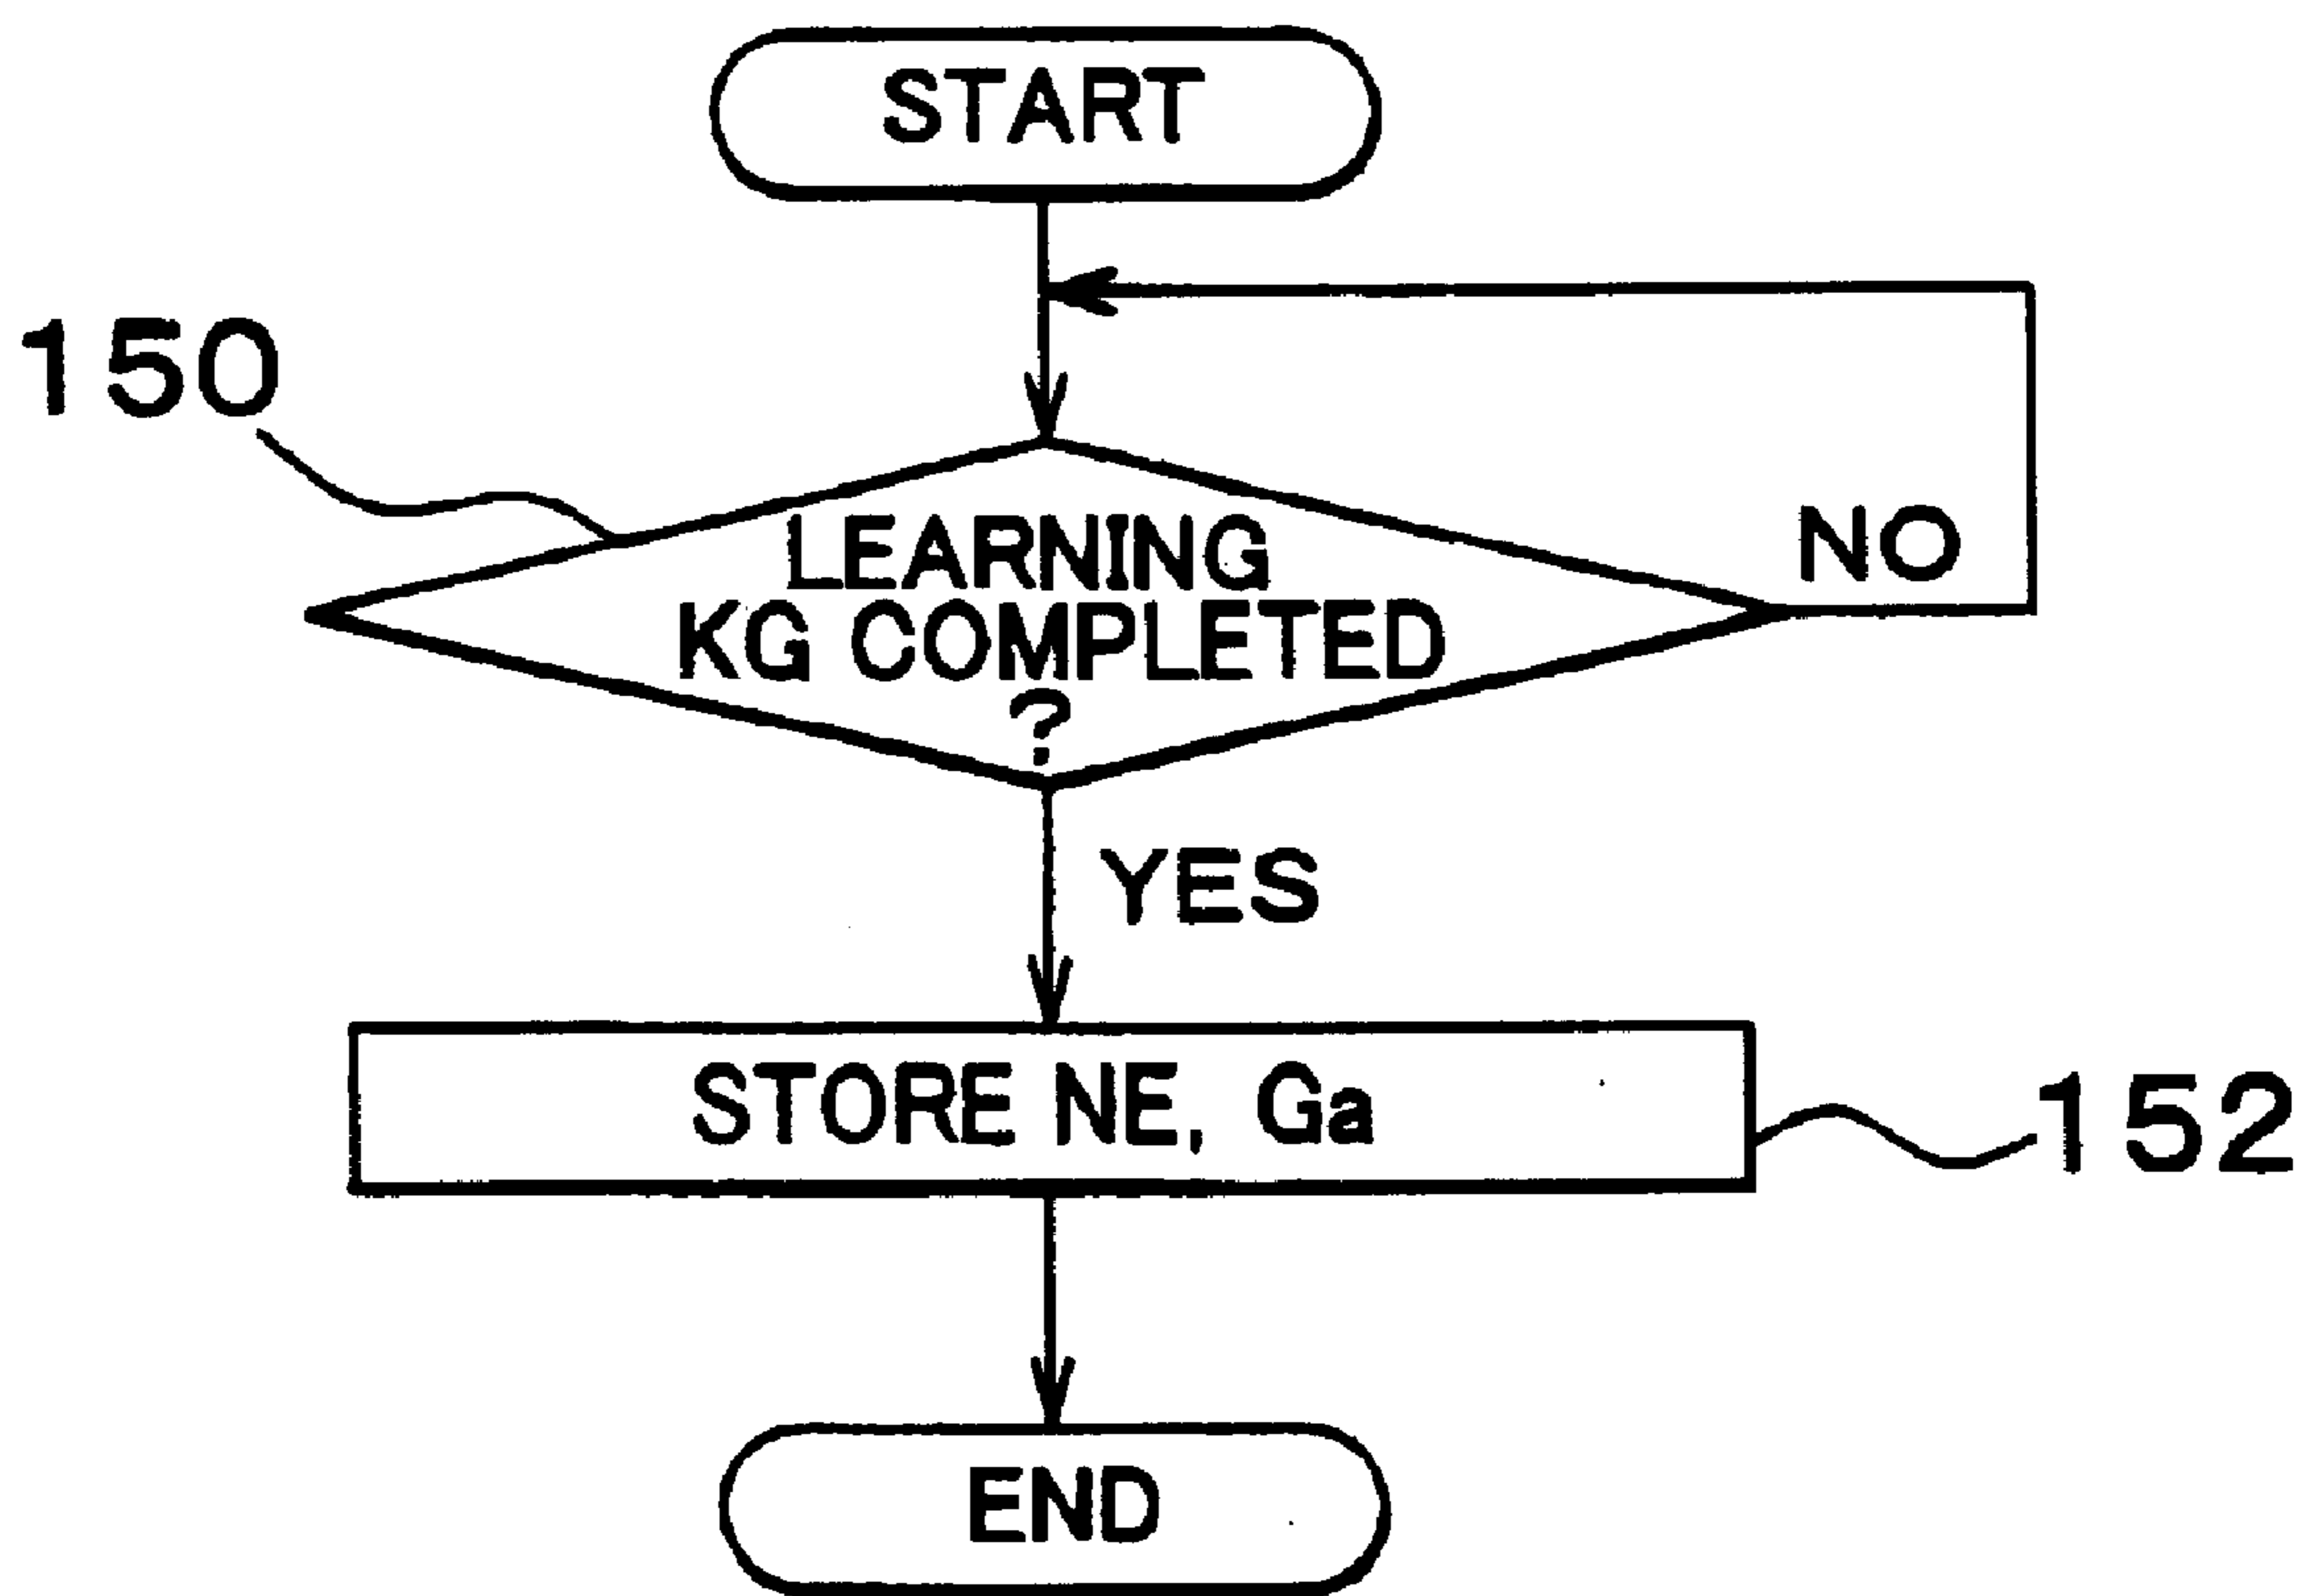 START
150
LEARNING
KG COMPLETED
?
NO
YES
STORE NE, Ga
152
END